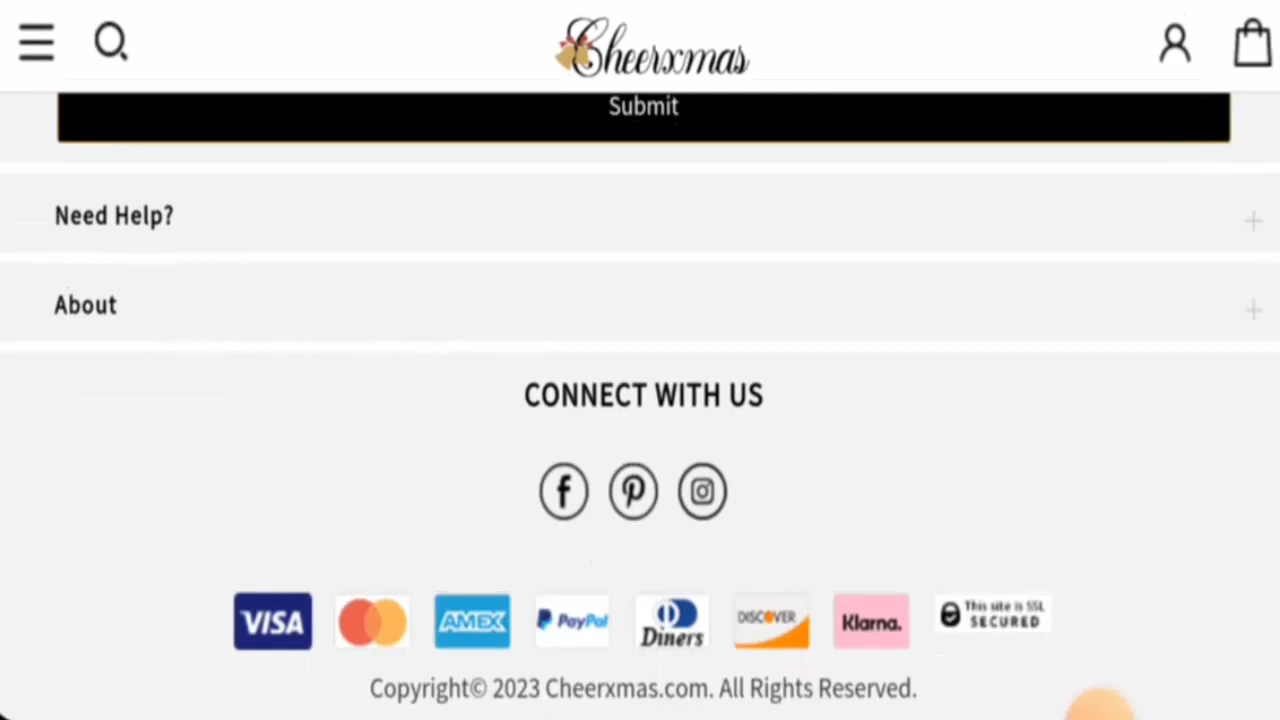 Cheerxmas
Submit
Need Help?
About
CONNECT WITH US
VISA
AMEX
PayPal
Diners
DISCOVER
Klarna.
This site is SSL
SECURED
Copyright© 2023 Cheerxmas.com. All Rights Reserved.